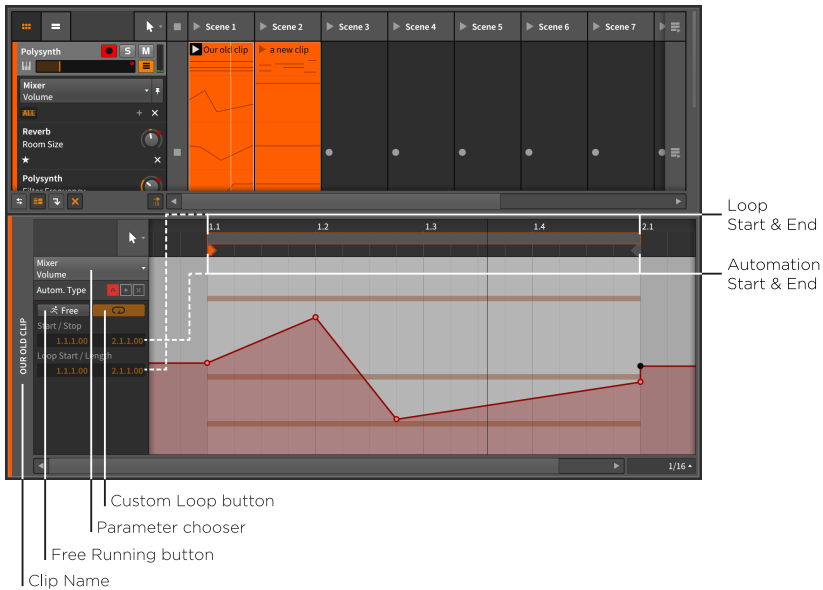 Scene 1
Scene 2
Scene 3
Scene 4
Scene 5
Scene 6
Scene 7
Polysynth
S
M
Our old clip
a new clip
Mixer
Volume
ALL
Reverb
Room Size
Polysynth
Filter Frequency
1.1
1.2
1.3
1.4
2.1
Loop
Start & End
Automation
Start & End
Mixer
Volume
Autom. Type
Free
Start / Stop
1.1.1.00
2.1.1.00
Loop Start / Length
1.1.1.00
2.1.1.00
OUR OLD CLIP
1/16
Custom Loop button
Parameter chooser
Free Running button
Clip Name